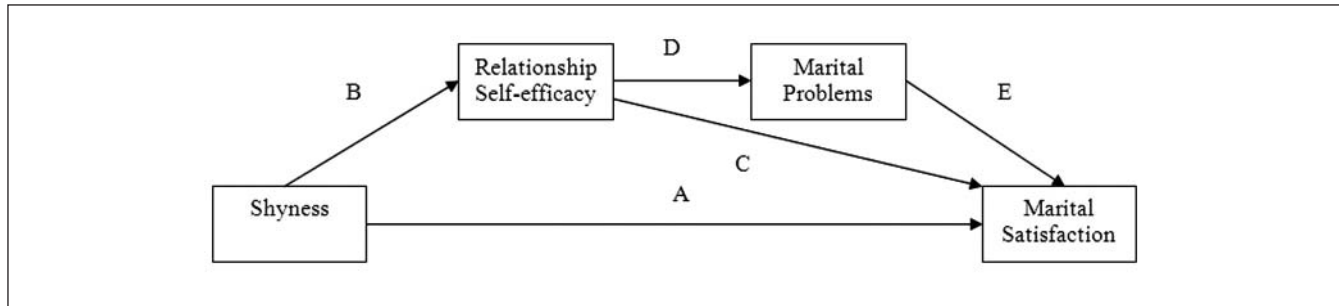 D
Relationship
Self-efficacy
Marital
Problems
B
E
C
A
Shyness
Marital
Satisfaction